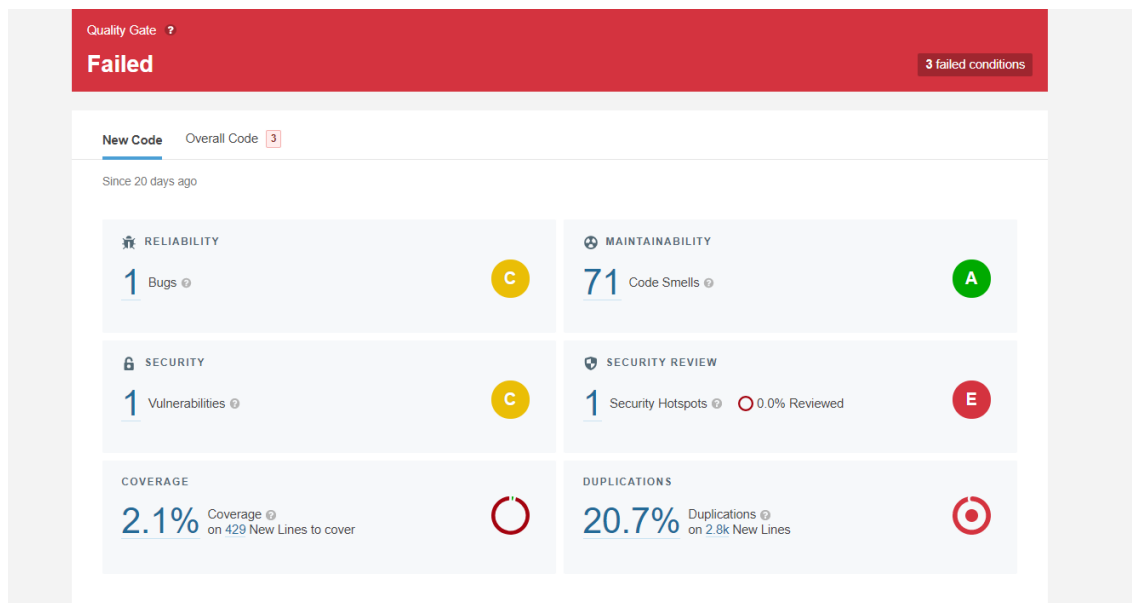 Quality Gate ?
Failed
3 failed conditions
New Code Overall Code 3
Since 20 days ago
RELIABILITY
1 Bugs ?
C
MAINTAINABILITY
71 Code Smells ?
A
SECURITY
1 Vulnerabilities ?
C
SECURITY REVIEW
1 Security Hotspots ? 0.0% Reviewed
E
COVERAGE
2.1% Coverage ?
on 429 New Lines to cover
DUPLICATIONS
20.7% Duplications ?
on 2.8k New Lines